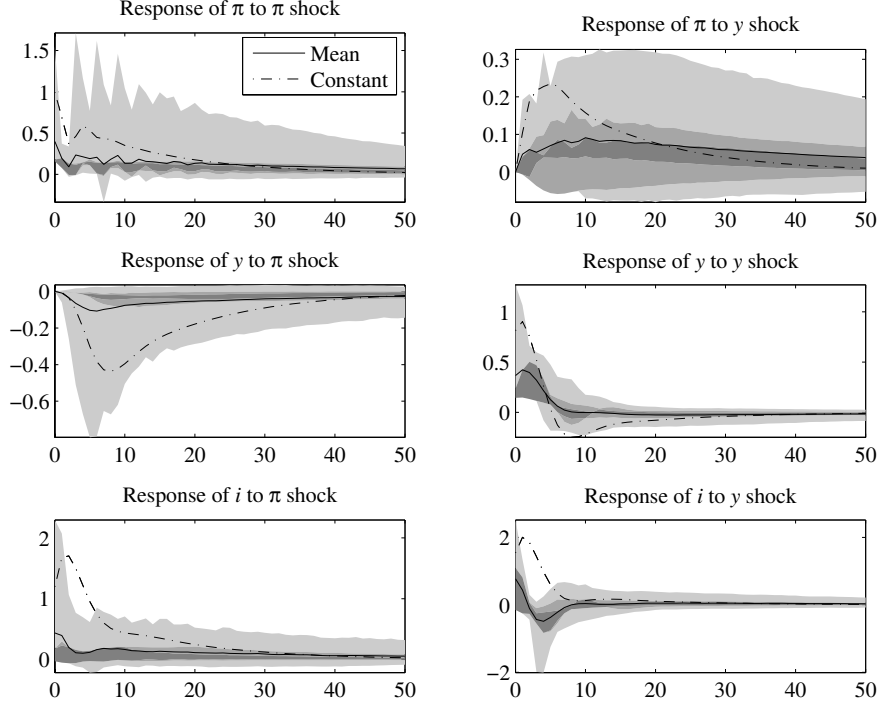 Response of π to π shock
1.5
1
0.5
0
Mean
Constant
0 10 20 30 40 50
Response of π to y shock
0.3
0.2
0.1
0
0 10 20 30 40 50
Response of y to π shock
0
−0.2
−0.4
−0.6
0 10 20 30 40 50
Response of y to y shock
1
0.5
0
0 10 20 30 40 50
Response of i to π shock
2
1
0
0 10 20 30 40 50
Response of i to y shock
2
0
−2
0 10 20 30 40 50